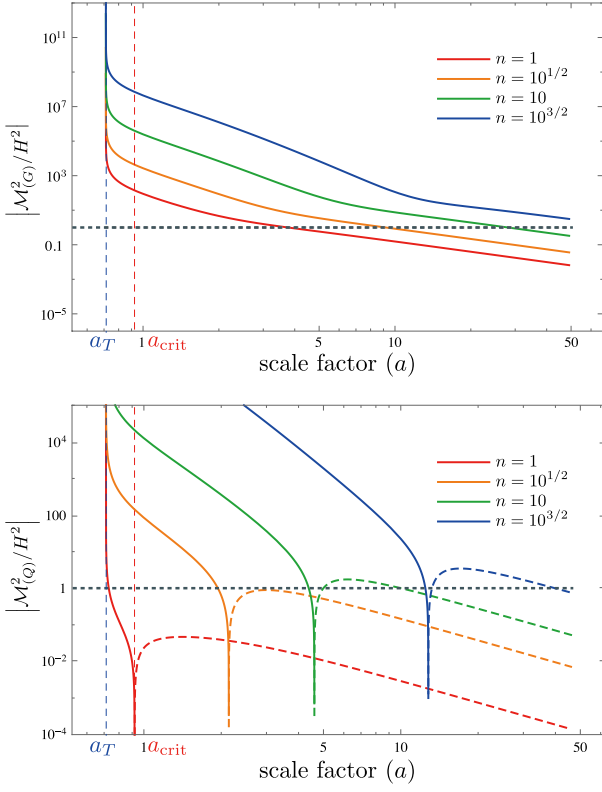 10¹¹
10⁷
10³
0.1
10⁻⁵
|ℳ²₍G₎/H²|
n = 1
n = 10^{1/2}
n = 10
n = 10^{3/2}
a_T
1
a_crit
5
10
50
scale factor (a)
10⁴
100
1
10⁻²
10⁻⁴
|ℳ²₍Q₎/H²|
n = 1
n = 10^{1/2}
n = 10
n = 10^{3/2}
a_T
1
a_crit
5
10
50
scale factor (a)